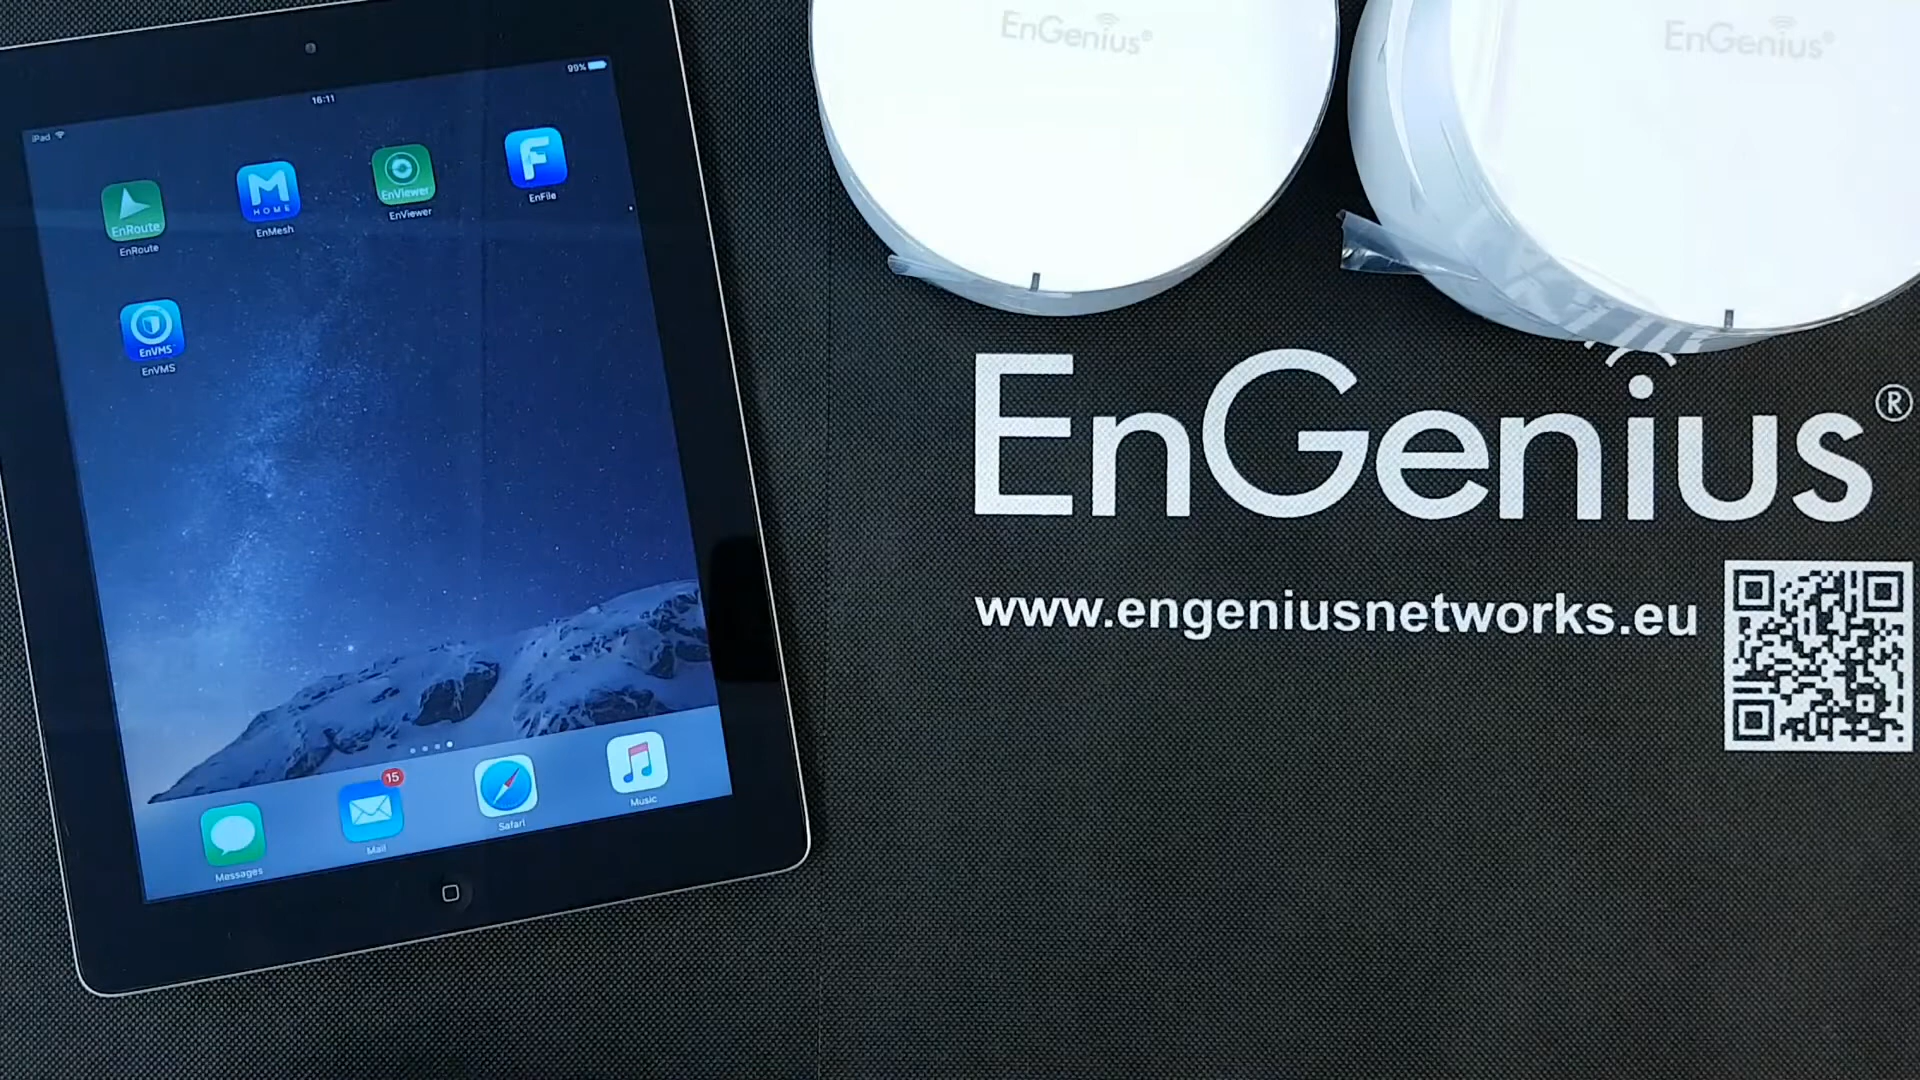 iPad
16:11
99%
EnRoute
EnRoute
M
HOME
EnMesh
EnViewer
EnViewer
F
EnFile
EnVMS
EnVMS
Messages
15
Mail
Safari
Music
EnGenius®
EnGenius®
EnGenius®
www.engeniusnetworks.eu